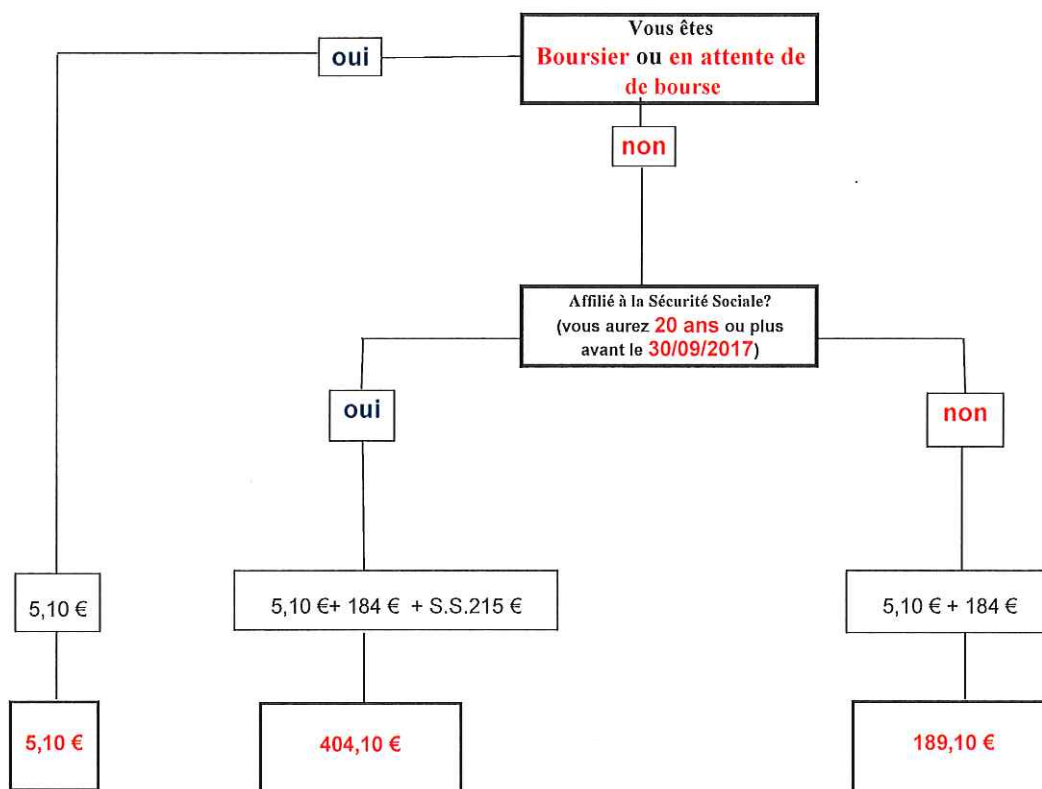 Vous êtes
oui
Boursier ou en attente de
de bourse
non
Affilié à la Sécurité Sociale?
(vous aurez 20 ans ou plus
avant le 30/09/2017)
oui
non
5,10 €
5,10 €+ 184 € + S.S.215 €
5,10 € + 184 €
5,10 €
404,10 €
189,10 €